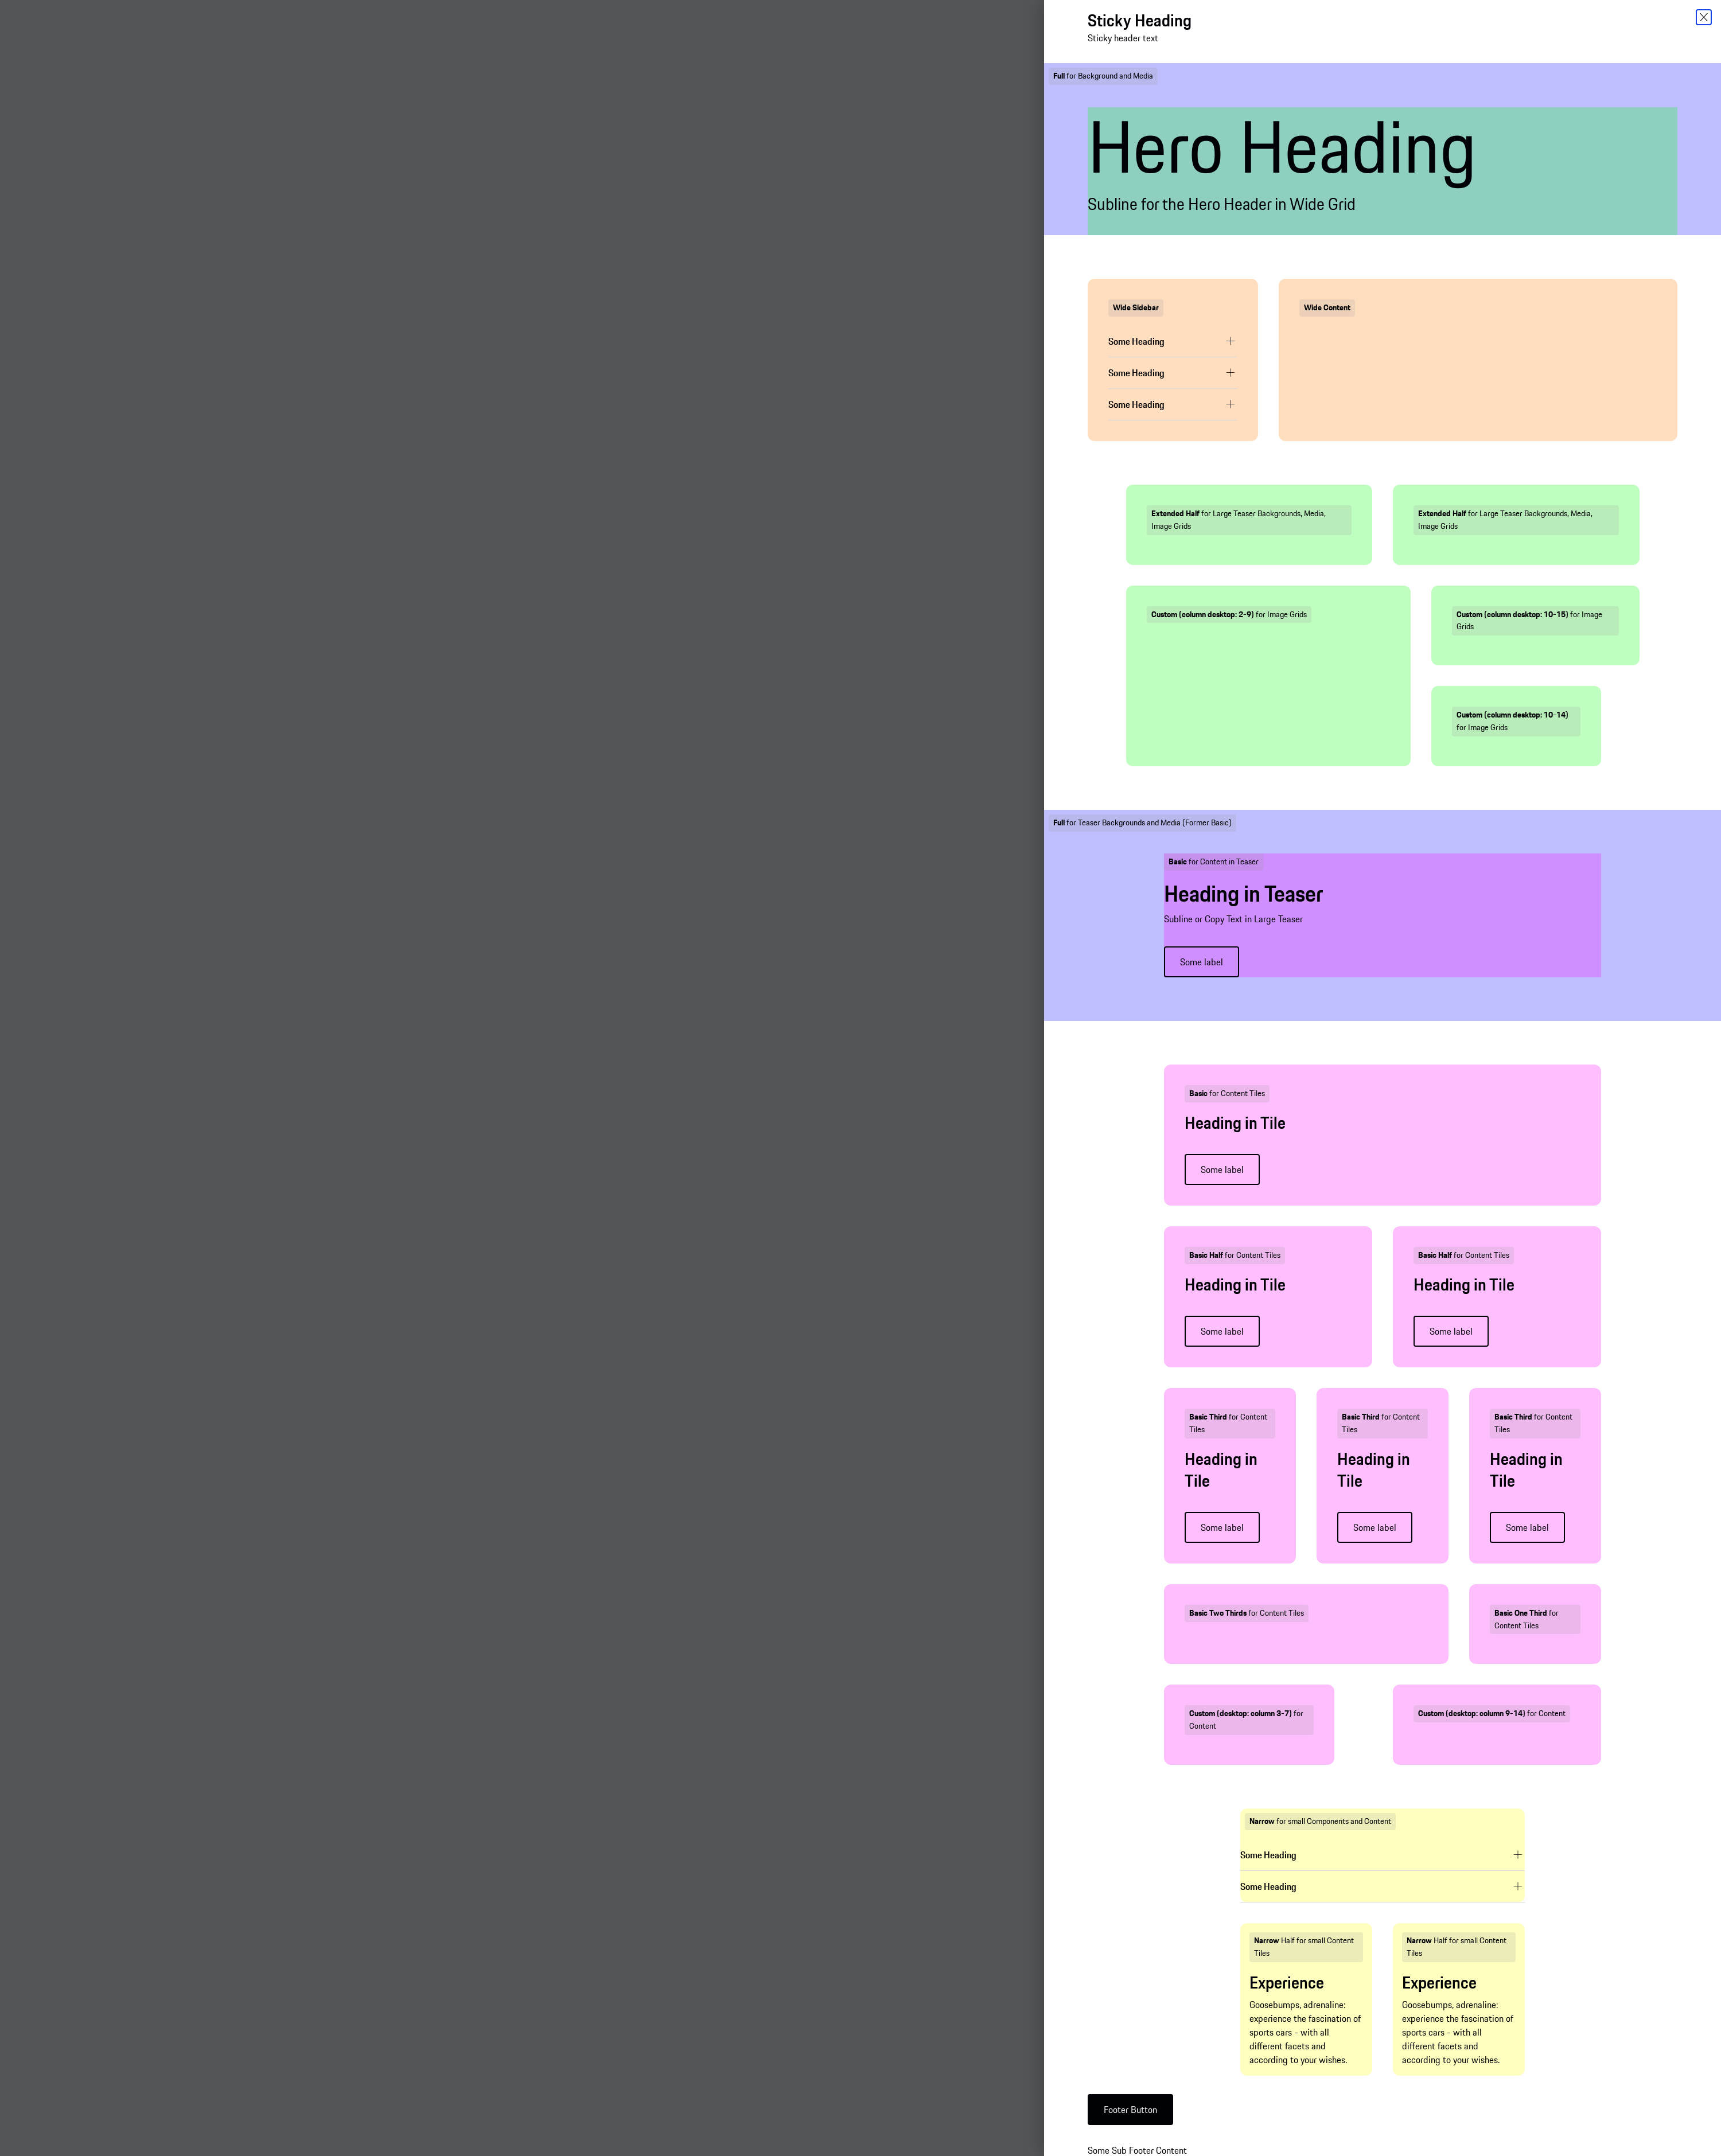 Sticky Heading
Sticky header text
Full for Background and Media
Hero Heading
Subline for the Hero Header in Wide Grid
Wide Sidebar
Some Heading
Some Heading
Some Heading
Wide Content
Extended Half for Large Teaser Backgrounds, Media,
Image Grids
Extended Half for Large Teaser Backgrounds, Media,
Image Grids
Custom (column desktop: 2-9) for Image Grids
Custom (column desktop: 10-15) for Image
Grids
Custom (column desktop: 10-14)
for Image Grids
Full for Teaser Backgrounds and Media (Former Basic)
Basic for Content in Teaser
Heading in Teaser
Subline or Copy Text in Large Teaser
Some label
Basic for Content Tiles
Heading in Tile
Some label
Basic Half for Content Tiles
Heading in Tile
Some label
Basic Half for Content Tiles
Heading in Tile
Some label
Basic Third for Content
Tiles
Heading in
Tile
Some label
Basic Third for Content
Tiles
Heading in
Tile
Some label
Basic Third for Content
Tiles
Heading in
Tile
Some label
Basic Two Thirds for Content Tiles
Basic One Third for
Content Tiles
Custom (desktop: column 3-7) for
Content
Custom (desktop: column 9-14) for Content
Narrow for small Components and Content
Some Heading
Some Heading
Narrow Half for small Content
Tiles
Experience
Goosebumps, adrenaline:
experience the fascination of
sports cars - with all
different facets and
according to your wishes.
Narrow Half for small Content
Tiles
Experience
Goosebumps, adrenaline:
experience the fascination of
sports cars - with all
different facets and
according to your wishes.
Footer Button
Some Sub Footer Content